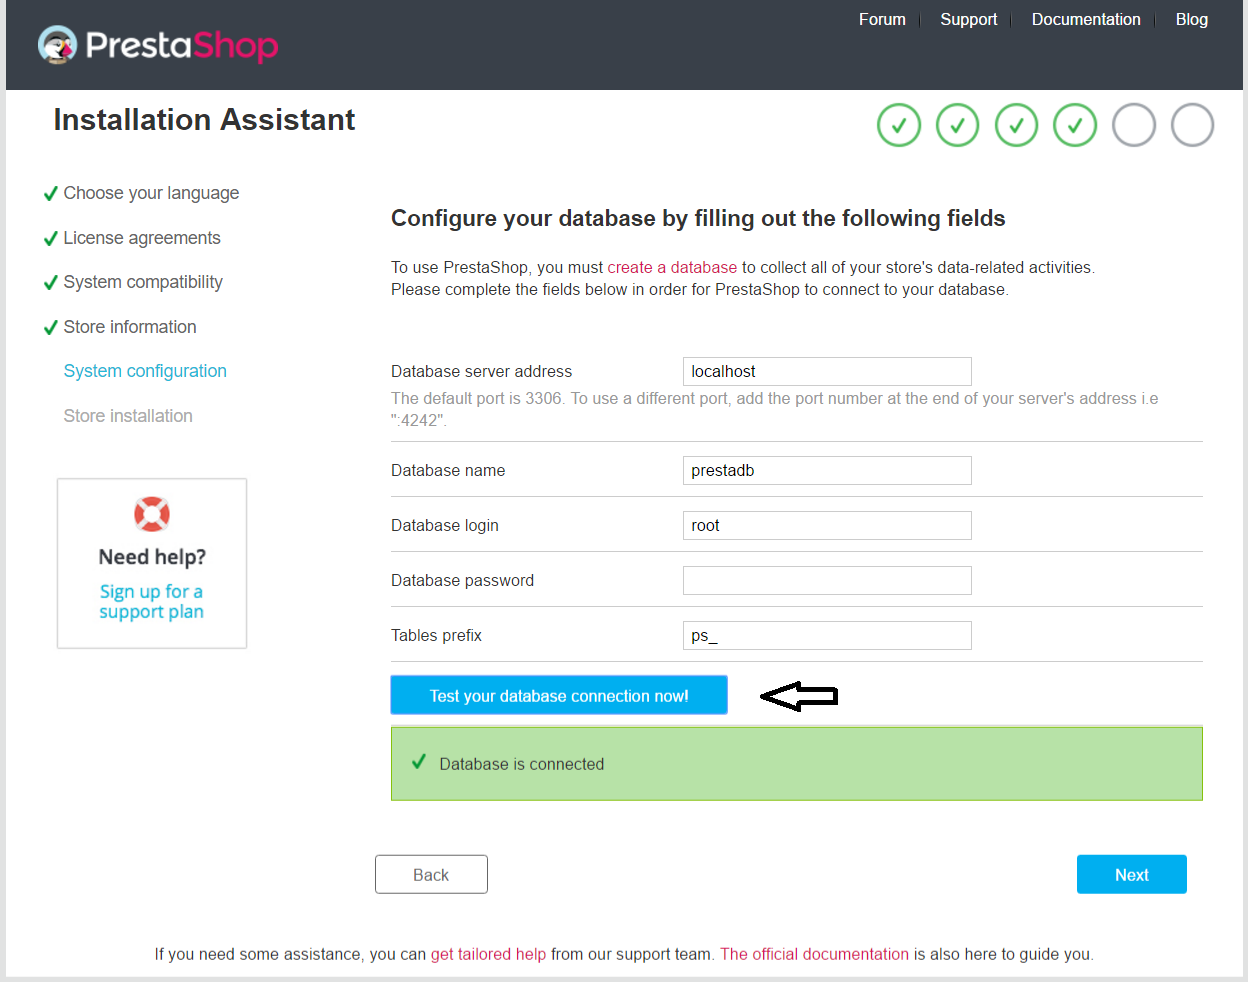 Forum
Support
Documentation
Blog
PrestaShop
Installation Assistant
Choose your language
License agreements
System compatibility
Store information
System configuration
Store installation
Need help?
Sign up for a
support plan
Configure your database by filling out the following fields
To use PrestaShop, you must create a database to collect all of your store's data-related activities.
Please complete the fields below in order for PrestaShop to connect to your database.
Database server address
localhost
The default port is 3306. To use a different port, add the port number at the end of your server's address i.e
":4242".
Database name
prestadb
Database login
root
Database password
Tables prefix
ps_
Test your database connection now!
Database is connected
Back
Next
If you need some assistance, you can get tailored help from our support team. The official documentation is also here to guide you.